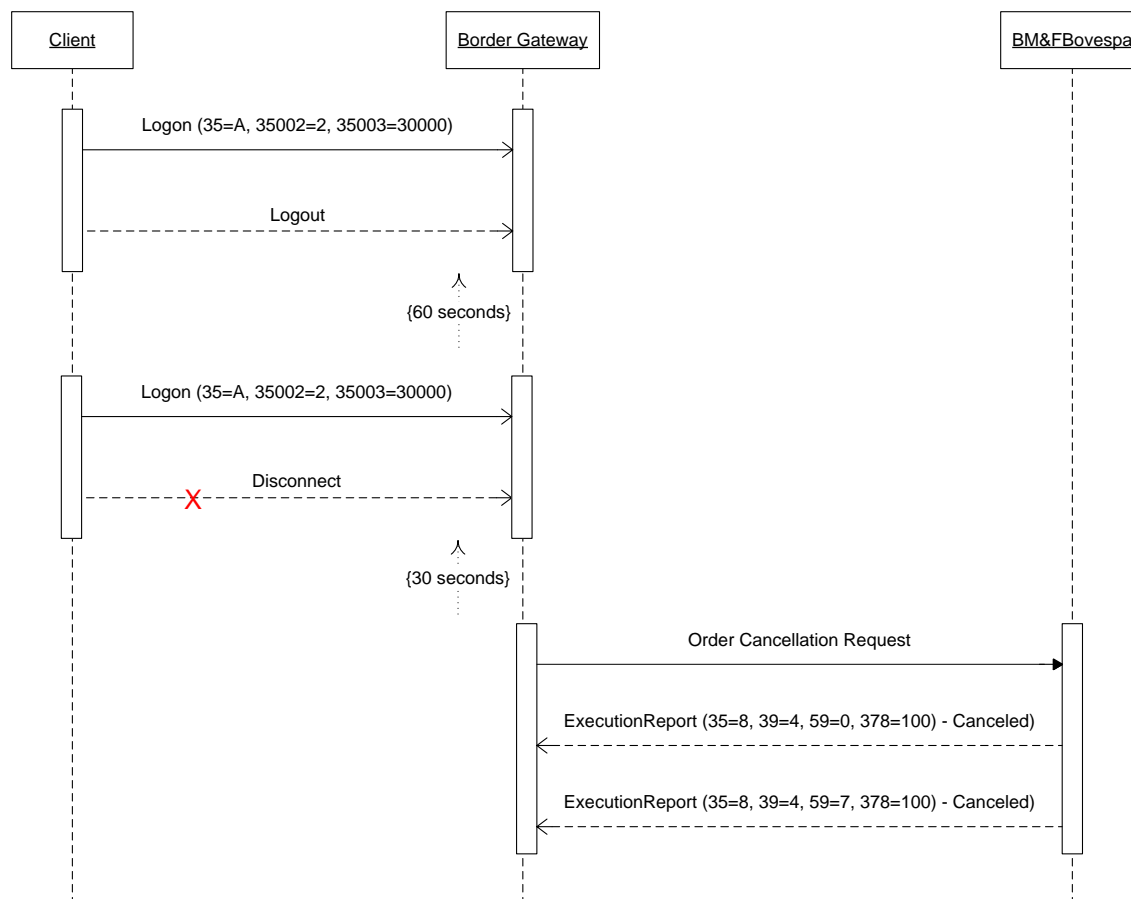 Client
Border Gateway
BM&FBovespa
Logon (35=A, 35002=2, 35003=30000)
Logout
{60 seconds}
Logon (35=A, 35002=2, 35003=30000)
Disconnect
X
{30 seconds}
Order Cancellation Request
ExecutionReport (35=8, 39=4, 59=0, 378=100) - Canceled)
ExecutionReport (35=8, 39=4, 59=7, 378=100) - Canceled)